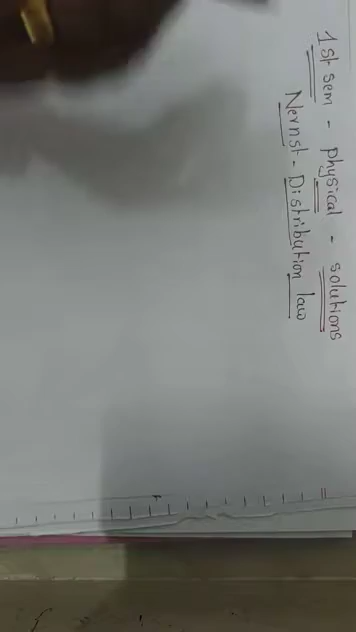 1st sem - physical - solutions
Nernst - Distribution law